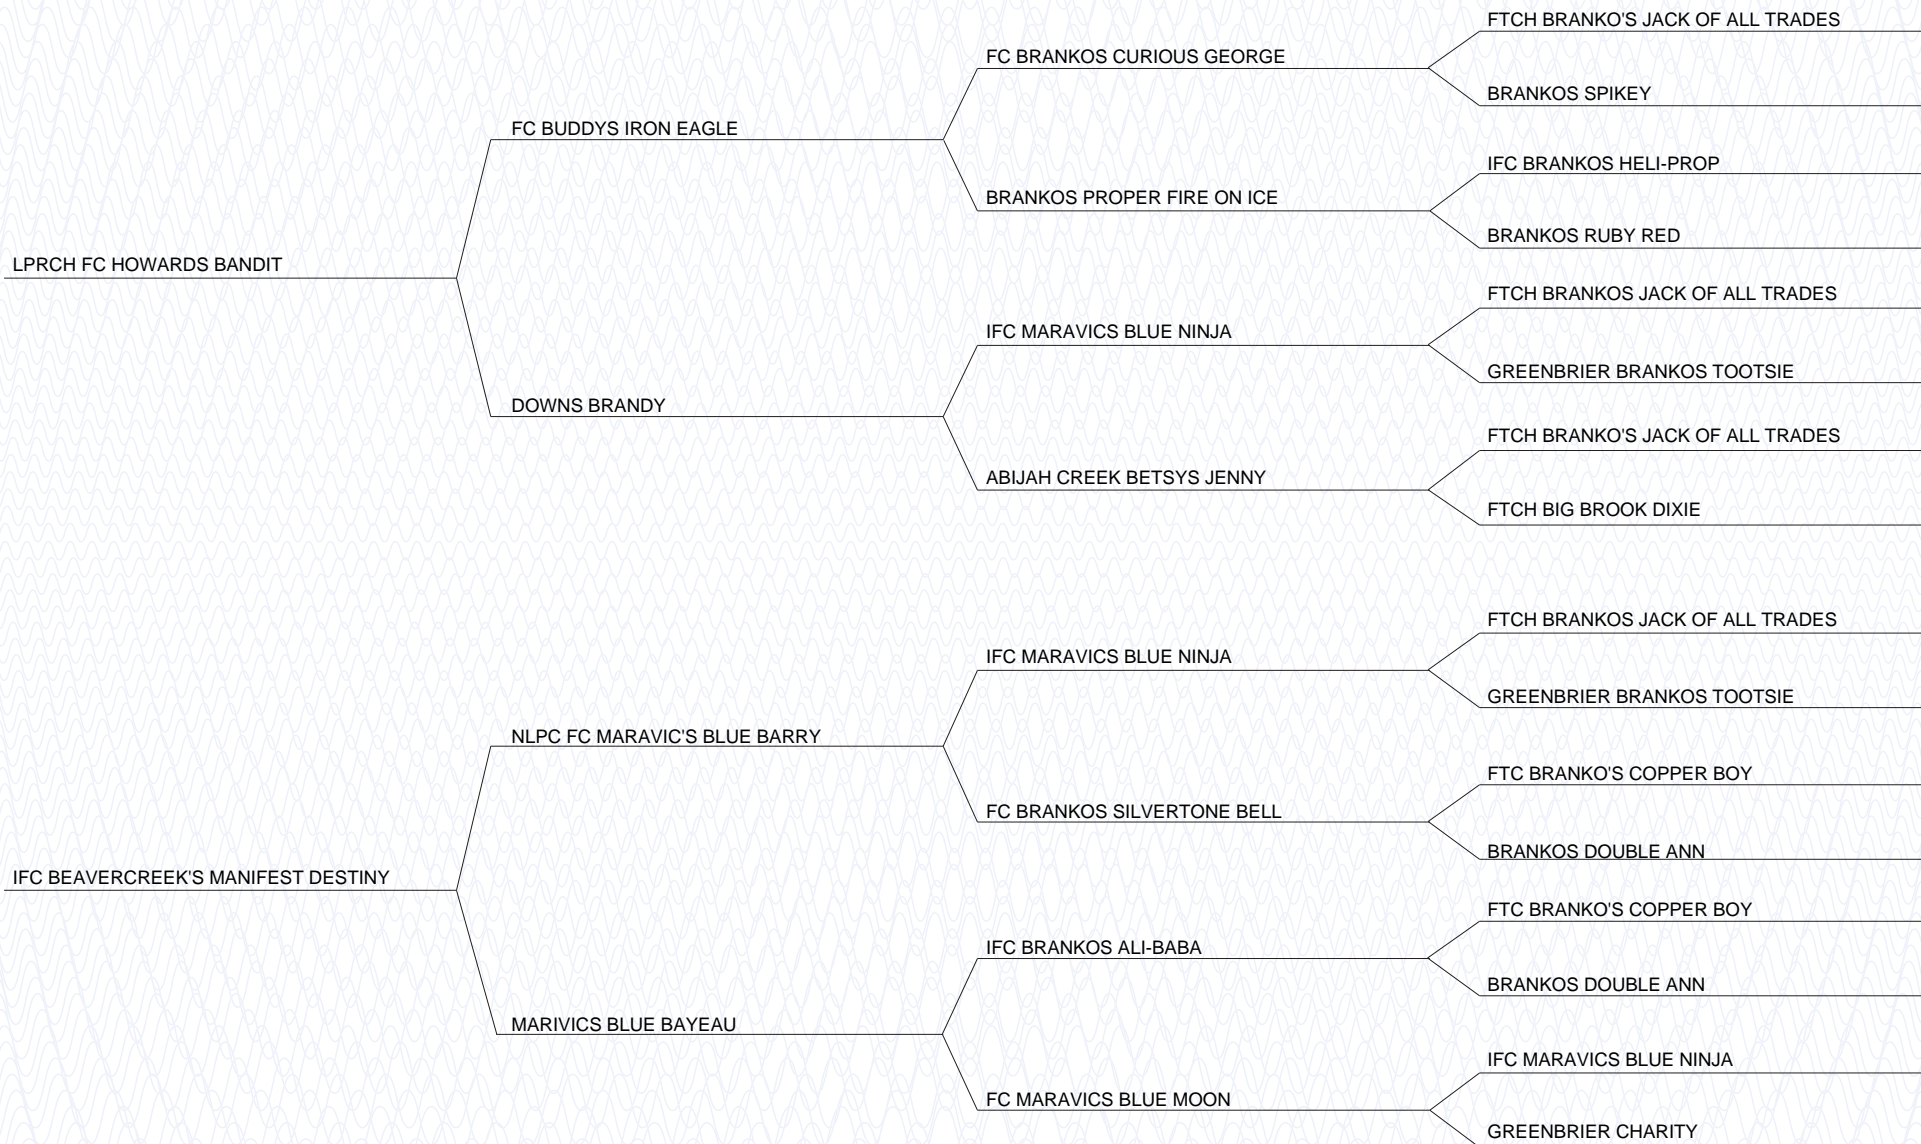 FTCH BRANKO'S JACK OF ALL TRADES
FC BRANKOS CURIOUS GEORGE
BRANKOS SPIKEY
FC BUDDYS IRON EAGLE
IFC BRANKOS HELI-PROP
BRANKOS PROPER FIRE ON ICE
BRANKOS RUBY RED
LPRCH FC HOWARDS BANDIT
FTCH BRANKOS JACK OF ALL TRADES
IFC MARAVICS BLUE NINJA
GREENBRIER BRANKOS TOOTSIE
DOWNS BRANDY
FTCH BRANKO'S JACK OF ALL TRADES
ABIJAH CREEK BETSYS JENNY
FTCH BIG BROOK DIXIE
FTCH BRANKOS JACK OF ALL TRADES
IFC MARAVICS BLUE NINJA
GREENBRIER BRANKOS TOOTSIE
NLPC FC MARAVIC'S BLUE BARRY
FTC BRANKO'S COPPER BOY
FC BRANKOS SILVERTONE BELL
BRANKOS DOUBLE ANN
IFC BEAVERCREEK'S MANIFEST DESTINY
FTC BRANKO'S COPPER BOY
IFC BRANKOS ALI-BABA
BRANKOS DOUBLE ANN
MARIVICS BLUE BAYEAU
IFC MARAVICS BLUE NINJA
FC MARAVICS BLUE MOON
GREENBRIER CHARITY